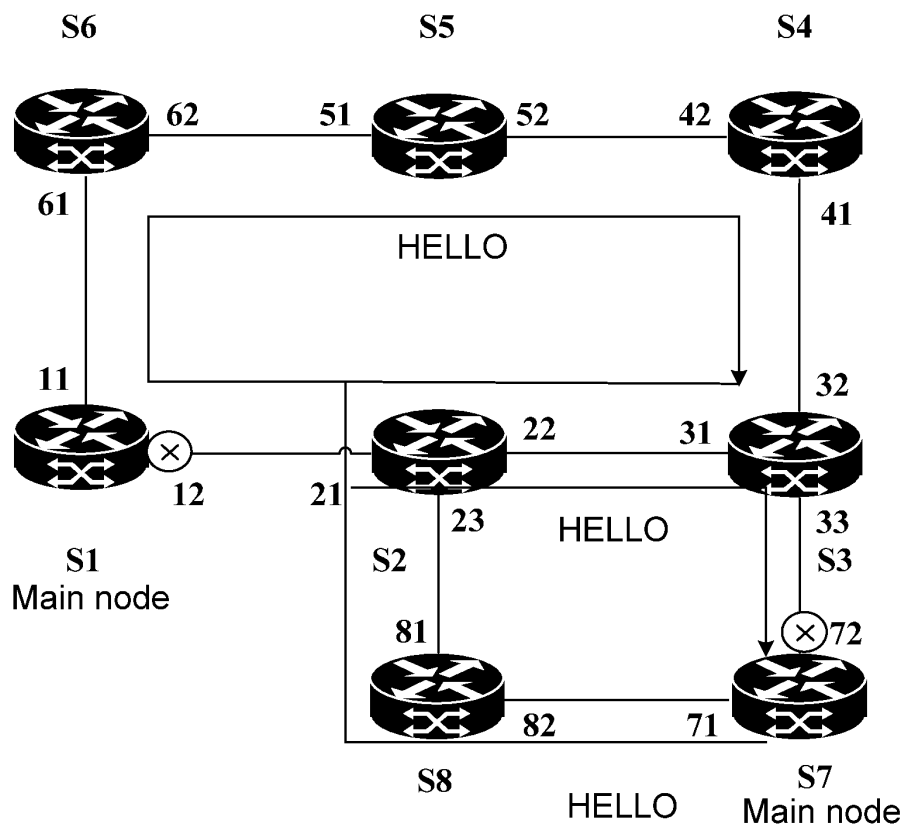 S6 S5 S4
62 51 52 42
61 41
HELLO
11 32
22 31
12 21 23 33
HELLO
S1 S2 S3
Main node
81 72
82 71
S8 S7
HELLO Main node